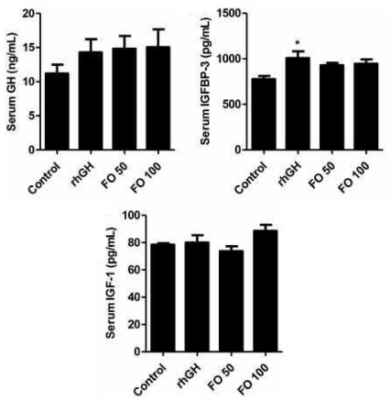 Serum GH (ng/mL)
20
15
10
5
0
Control
rhGH
FO 50
FO 100
Serum IGFBP-3 (pg/mL)
1500
1000
500
0
*
Control
rhGH
FO 50
FO 100
Serum IGF-1 (pg/mL)
100
80
60
40
20
0
Control
rhGH
FO 50
FO 100